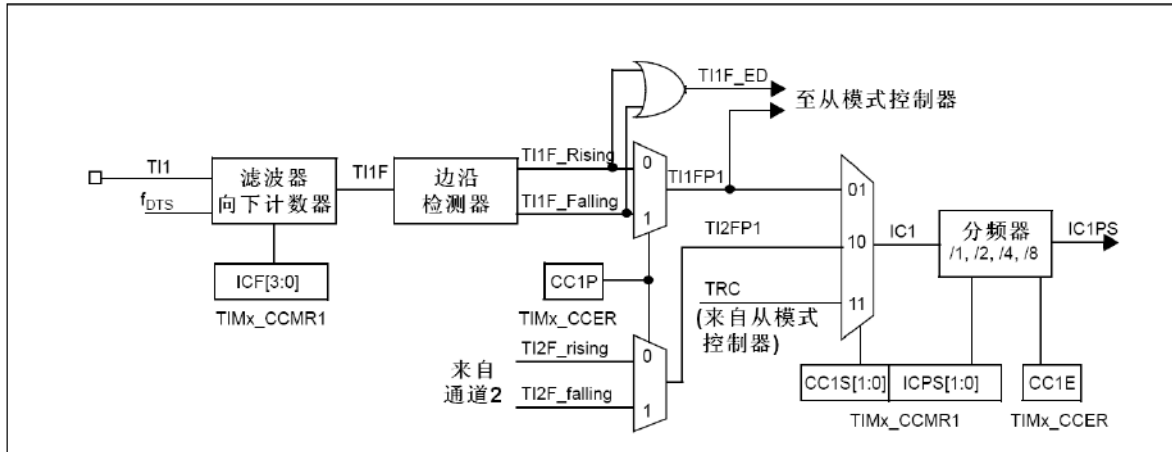 TI1F_ED
至从模式控制器
TI1
fDTS
滤波器
向下计数器
TI1F
边沿
检测器
TI1F_Rising
TI1F_Falling
0
1
TI1FP1
01
10
11
TI2FP1
IC1
分频器
/1, /2, /4, /8
IC1PS
ICF[3:0]
TIMx_CCMR1
CC1P
TIMx_CCER
TRC
(来自从模式
控制器)
来自
通道2
TI2F_rising
TI2F_falling
0
1
CC1S[1:0]
ICPS[1:0]
CC1E
TIMx_CCMR1
TIMx_CCER